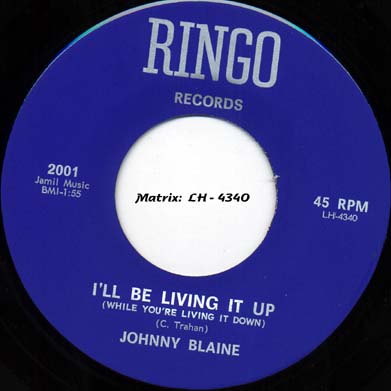 RINGO
RECORDS
2001
Jamil Music
BMI-1:55
Matrix: LH - 4340
45 RPM
LH-4340
I'LL BE LIVING IT UP
(WHILE YOU'RE LIVING IT DOWN)
(C. Trahan)
JOHNNY BLAINE